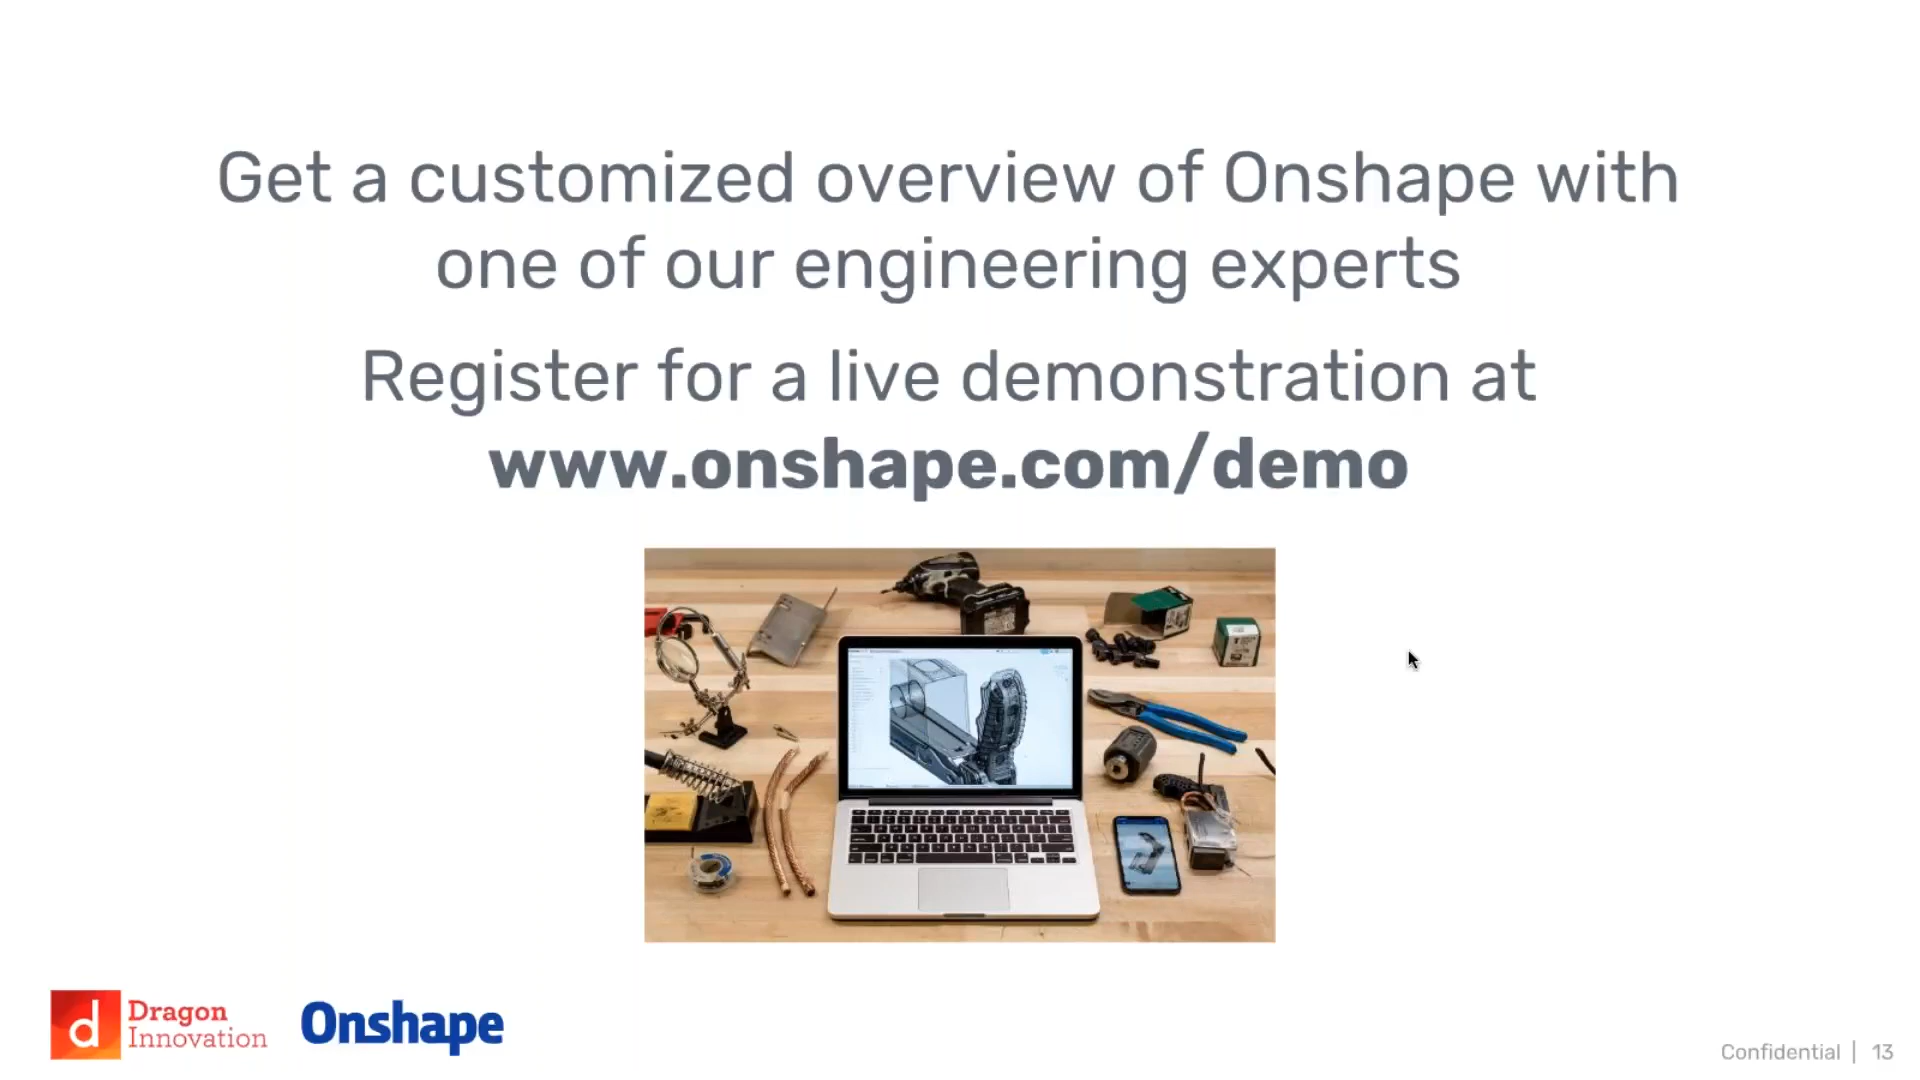 Get a customized overview of Onshape with
one of our engineering experts
Register for a live demonstration at
www.onshape.com/demo
d
Dragon
Innovation
Onshape
Confidential | 13